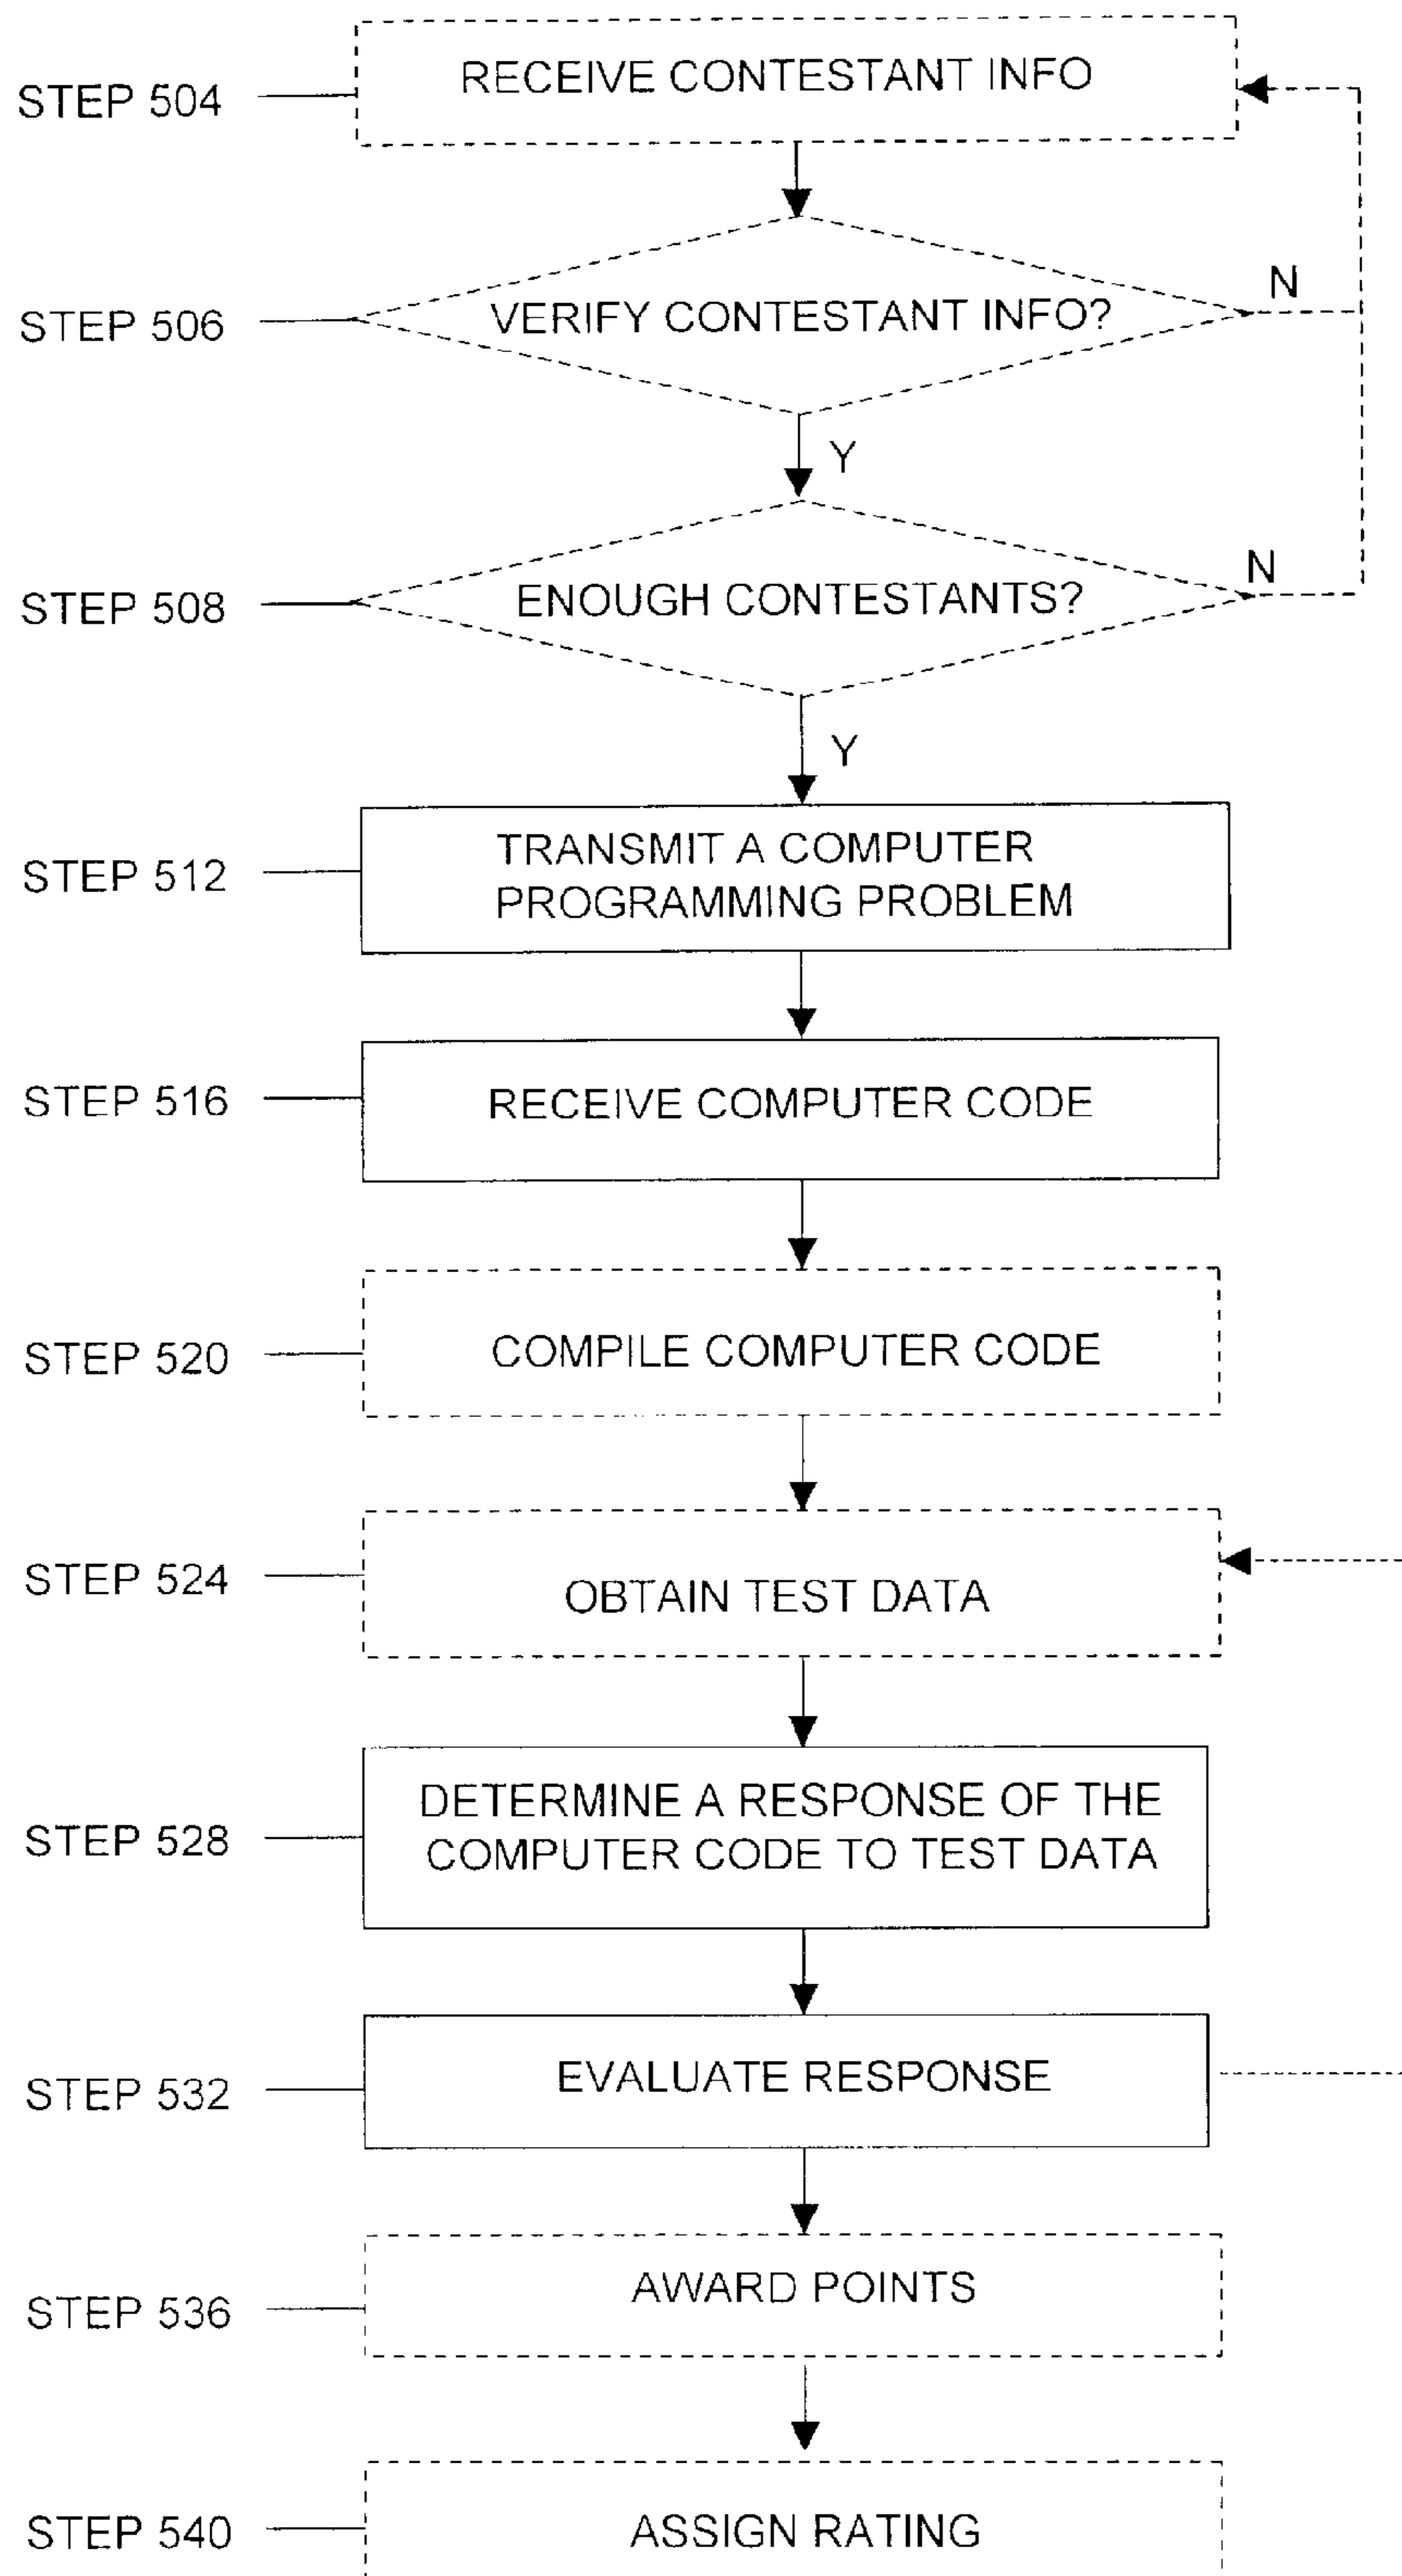 STEP 504
RECEIVE CONTESTANT INFO
STEP 506
VERIFY CONTESTANT INFO?
N
Y
STEP 508
ENOUGH CONTESTANTS?
N
Y
STEP 512
TRANSMIT A COMPUTER
PROGRAMMING PROBLEM
STEP 516
RECEIVE COMPUTER CODE
STEP 520
COMPILE COMPUTER CODE
STEP 524
OBTAIN TEST DATA
STEP 528
DETERMINE A RESPONSE OF THE
COMPUTER CODE TO TEST DATA
STEP 532
EVALUATE RESPONSE
STEP 536
AWARD POINTS
STEP 540
ASSIGN RATING